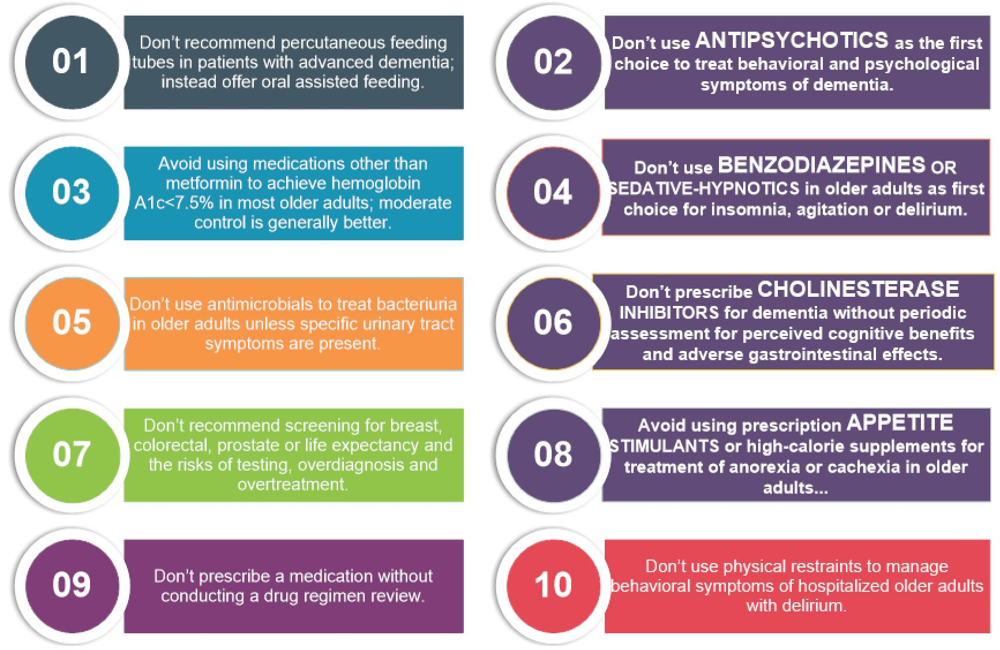 01
Don't recommend percutaneous feeding
tubes in patients with advanced dementia;
instead offer oral assisted feeding.
02
Don't use ANTIPSYCHOTICS as the first
choice to treat behavioral and psychological
symptoms of dementia.
03
Avoid using medications other than
metformin to achieve hemoglobin
A1c<7.5% in most older adults; moderate
control is generally better.
04
Don't use BENZODIAZEPINES OR
SEDATIVE-HYPNOTICS in older adults as first
choice for insomnia, agitation or delirium.
05
Don't use antimicrobials to treat bacteriuria
in older adults unless specific urinary tract
symptoms are present.
06
Don't prescribe CHOLINESTERASE
INHIBITORS for dementia without periodic
assessment for perceived cognitive benefits
and adverse gastrointestinal effects.
07
Don't recommend screening for breast,
colorectal, prostate or life expectancy and
the risks of testing, overdiagnosis and
overtreatment.
08
Avoid using prescription APPETITE
STIMULANTS or high-calorie supplements for
treatment of anorexia or cachexia in older
adults...
09
Don't prescribe a medication without
conducting a drug regimen review.
10
Don't use physical restraints to manage
behavioral symptoms of hospitalized older adults
with delirium.